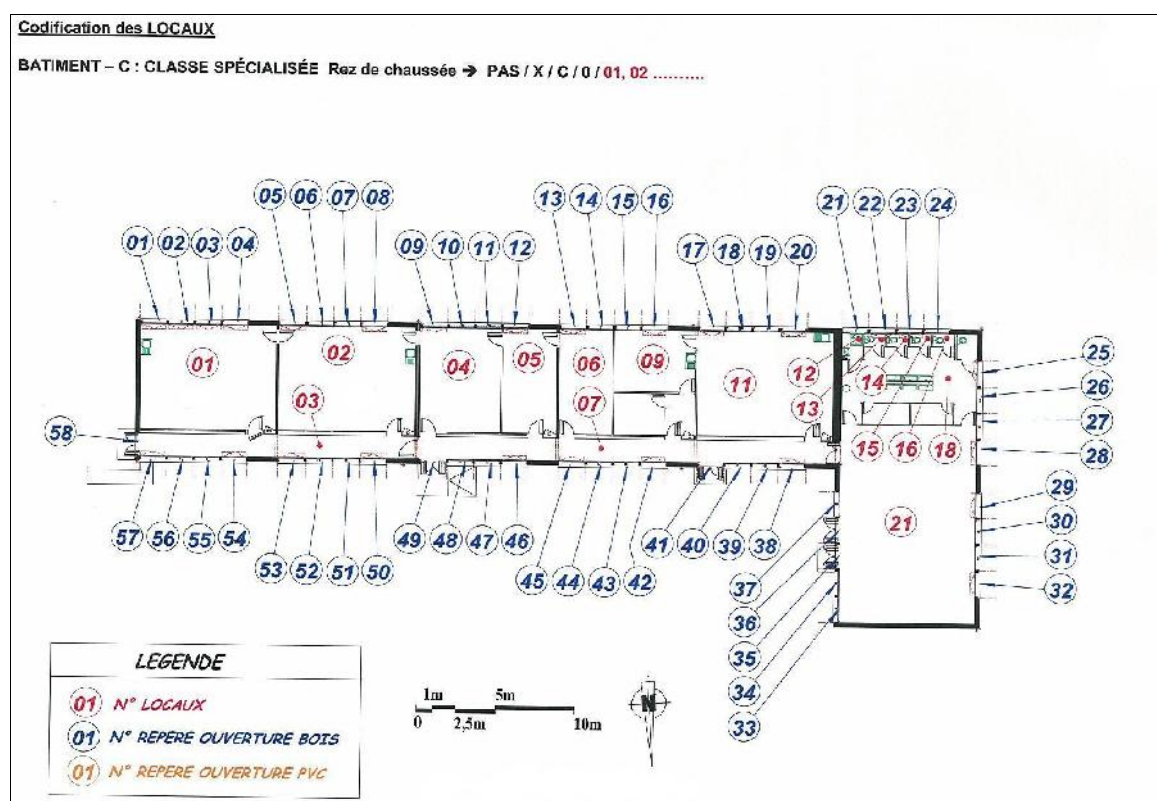 Codification des LOCAUX
BATIMENT – C : CLASSE SPÉCIALISÉE Rez de chaussée ➔ PAS / X / C / 0 / 01, 02 ..........
05 06 07 08 13 14 15 16 21 22 23 24
01 02 03 04 09 10 11 12 17 18 19 20
01 02 04 05 06 09 11 12 14 25
13 26
03 07 15 16 18 27
58 28
57 56 55 54 53 52 51 50 49 48 47 46 45 44 43 42 41 40 39 38
21 29
30
31
37 32
36
35
34
33
LEGENDE
01 N° LOCAUX
01 N° REPERE OUVERTURE BOIS
01 N° REPERE OUVERTURE PVC
1m 5m
0 2,5m 10m
N